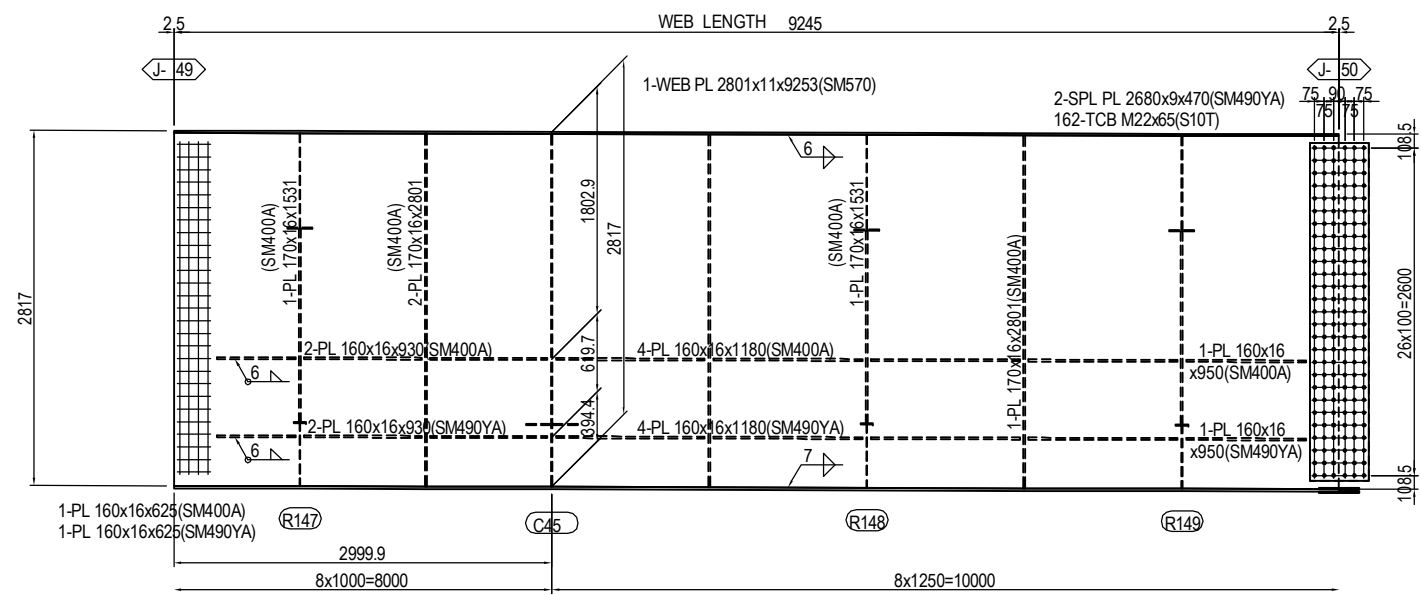 2.5
WEB LENGTH 9245
2.5
J- 49
J- 50
1-WEB PL 2801x11x9253(SM570)
2-SPL PL 2680x9x470(SM490YA)
162-TCB M22x65(S10T)
75 90 75
75 75
108.5
6
2817
(SM400A)
1-PL 170x16x1531
(SM400A)
2-PL 170x16x2801
1802.9
2817
(SM400A)
1-PL 170x16x1531
1-PL 170x16x2801(SM400A)
26x100=2600
2-PL 160x16x930(SM400A)
619.7
4-PL 160x16x1180(SM400A)
1-PL 160x16
x950(SM400A)
6
394.4
2-PL 160x16x930(SM490YA)
4-PL 160x16x1180(SM490YA)
1-PL 160x16
x950(SM490YA)
6
7
108.5
1-PL 160x16x625(SM400A)
1-PL 160x16x625(SM490YA)
R147
C45
R148
R149
2999.9
8x1000=8000
8x1250=10000